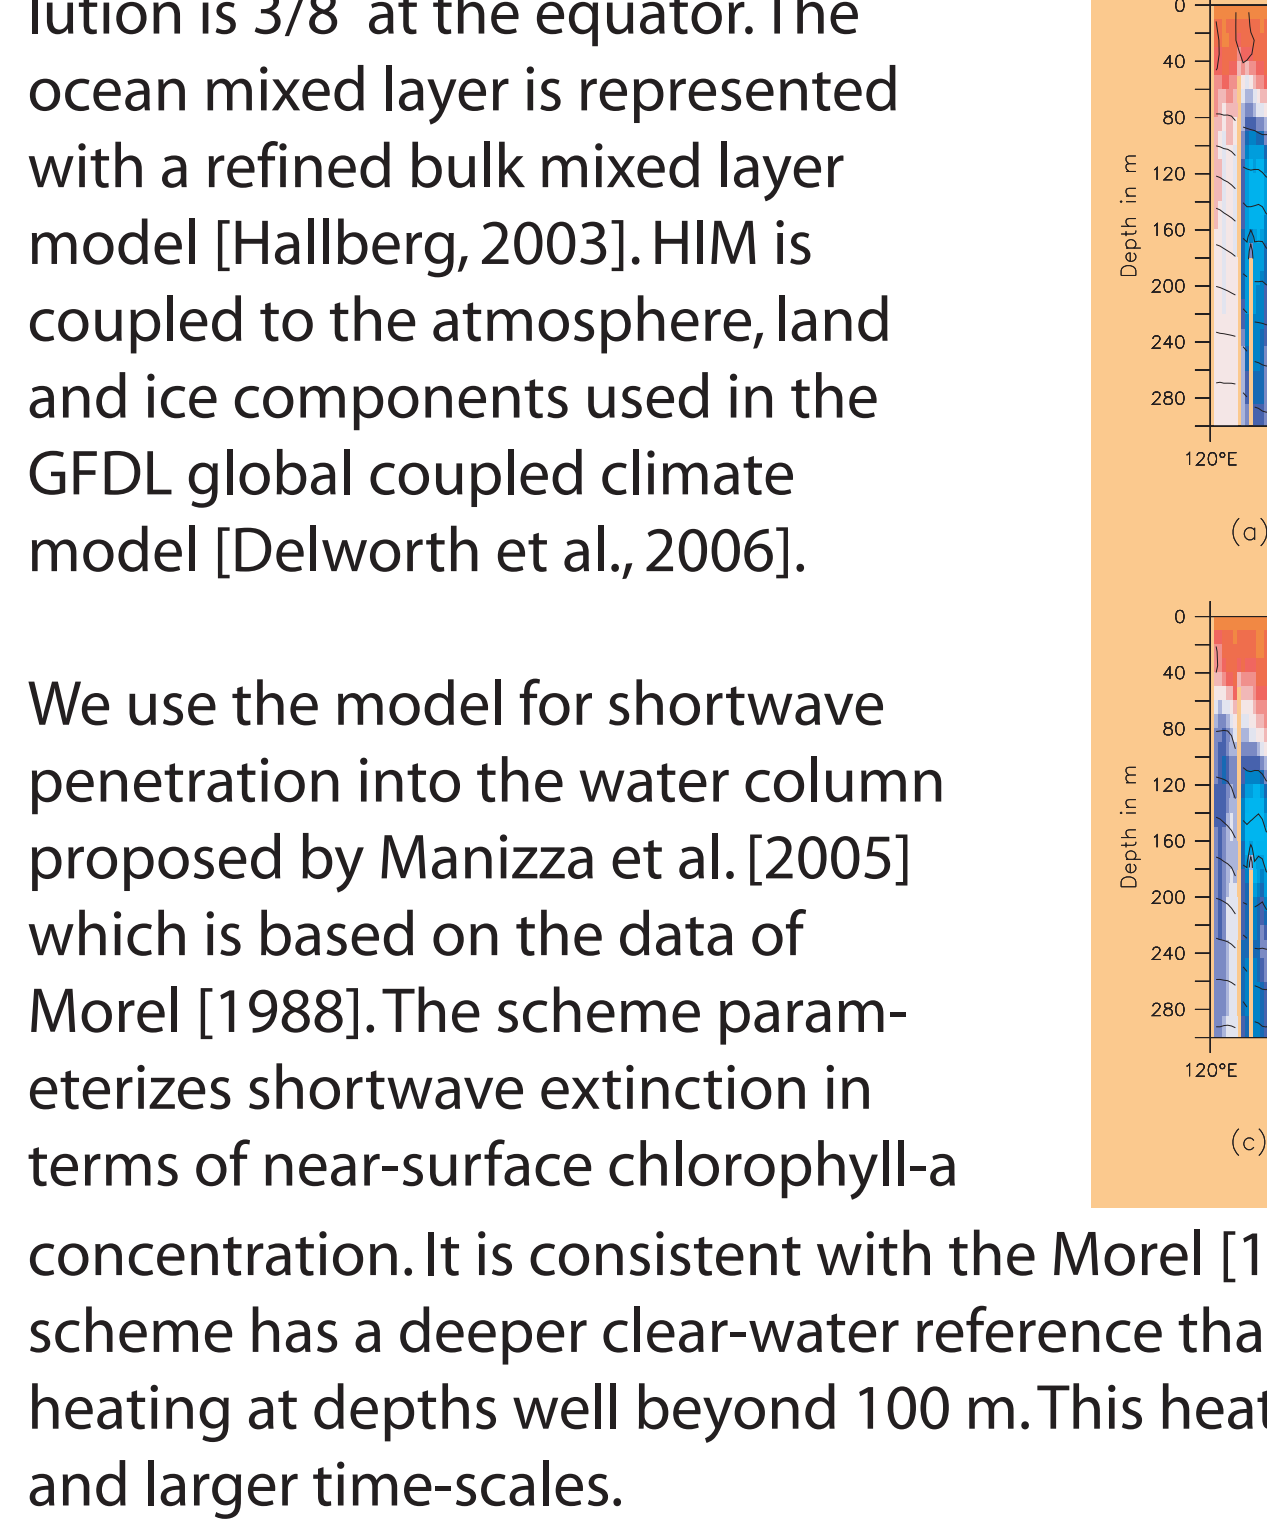 lution is 3/8 at the equator. The
ocean mixed layer is represented
with a refined bulk mixed layer
model [Hallberg, 2003]. HIM is
coupled to the atmosphere, land
and ice components used in the
GFDL global coupled climate
model [Delworth et al., 2006].
We use the model for shortwave
penetration into the water column
proposed by Manizza et al. [2005]
which is based on the data of
Morel [1988]. The scheme param-
eterizes shortwave extinction in
terms of near-surface chlorophyll-a
concentration. It is consistent with the Morel [1
scheme has a deeper clear-water reference tha
heating at depths well beyond 100 m. This heat
and larger time-scales.
0
40
80
120
160
200
240
280
Depth in m
120°E
(a)
0
40
80
120
160
200
240
280
Depth in m
120°E
(c)